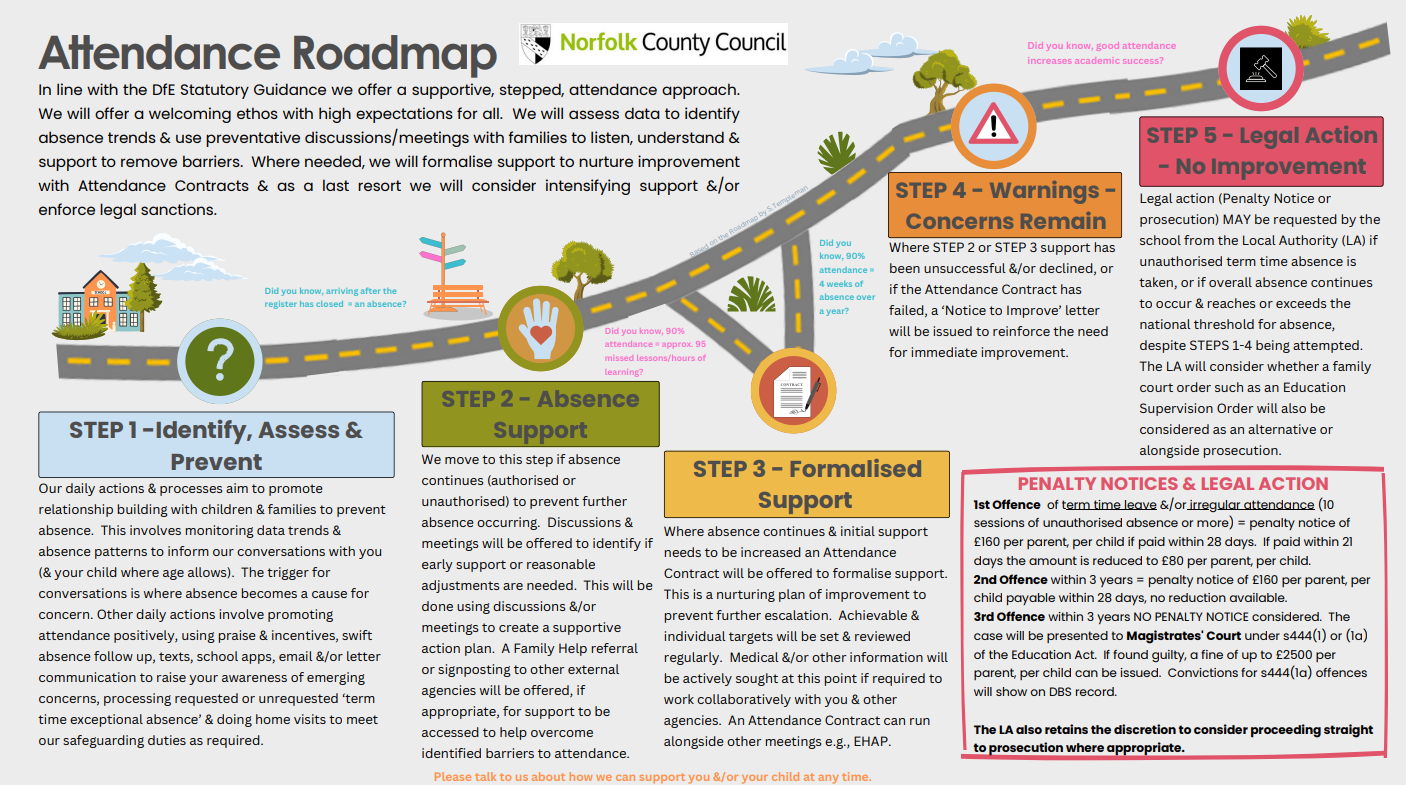 Attendance Roadmap
Norfolk County Council
In line with the DfE Statutory Guidance we offer a supportive, stepped, attendance approach.
We will offer a welcoming ethos with high expectations for all.  We will assess data to identify
absence trends & use preventative discussions/meetings with families to listen, understand &
support to remove barriers.  Where needed, we will formalise support to nurture improvement
with Attendance Contracts & as a last resort we will consider intensifying support &/or
enforce legal sanctions.
Did you know, arriving after the
register has closed  = an absence?
Did you know, 90%
attendance = approx. 95
missed lessons/hours of
learning?
Based on the Roadmap by S.Templeman
Did you
know, 90%
attendance =
4 weeks of
absence over
a year?
Did you know, good attendance
increases academic success?
SCHOOL
CONTRACT
STEP 1 -Identify, Assess &
Prevent
Our daily actions & processes aim to promote
relationship building with children & families to prevent
absence.  This involves monitoring data trends &
absence patterns to inform our conversations with you
(& your child where age allows).  The trigger for
conversations is where absence becomes a cause for
concern. Other daily actions involve promoting
attendance positively, using praise & incentives, swift
absence follow up, texts, school apps, email &/or letter
communication to raise your awareness of emerging
concerns, processing requested or unrequested ‘term
time exceptional absence’ & doing home visits to meet
our safeguarding duties as required.
STEP 2 - Absence
Support
We move to this step if absence
continues (authorised or
unauthorised) to prevent further
absence occurring.  Discussions &
meetings will be offered to identify if
early support or reasonable
adjustments are needed.  This will be
done using discussions &/or
meetings to create a supportive
action plan.  A Family Help referral
or signposting to other external
agencies will be offered, if
appropriate, for support to be
accessed to help overcome
identified barriers to attendance.
STEP 3 - Formalised
Support
Where absence continues & initial support
needs to be increased an Attendance
Contract will be offered to formalise support.
This is a nurturing plan of improvement to
prevent further escalation.  Achievable &
individual targets will be set & reviewed
regularly.  Medical &/or other information will
be actively sought at this point if required to
work collaboratively with you & other
agencies.  An Attendance Contract can run
alongside other meetings e.g., EHAP.
STEP 4 - Warnings -
Concerns Remain
Where STEP 2 or STEP 3 support has
been unsuccessful &/or declined, or
if the Attendance Contract has
failed, a ‘Notice to Improve’ letter
will be issued to reinforce the need
for immediate improvement.
STEP 5 - Legal Action
- No Improvement
Legal action (Penalty Notice or
prosecution) MAY be requested by the
school from the Local Authority (LA) if
unauthorised term time absence is
taken, or if overall absence continues
to occur & reaches or exceeds the
national threshold for absence,
despite STEPS 1-4 being attempted.
The LA will consider whether a family
court order such as an Education
Supervision Order will also be
considered as an alternative or
alongside prosecution.
PENALTY NOTICES & LEGAL ACTION
1st Offence  of term time leave &/or irregular attendance (10
sessions of unauthorised absence or more) = penalty notice of
£160 per parent, per child if paid within 28 days.  If paid within 21
days the amount is reduced to £80 per parent, per child.
2nd Offence within 3 years = penalty notice of £160 per parent, per
child payable within 28 days, no reduction available.
3rd Offence within 3 years NO PENALTY NOTICE considered.  The
case will be presented to Magistrates' Court under s444(1) or (1a)
of the Education Act.  If found guilty, a fine of up to £2500 per
parent, per child can be issued.  Convictions for s444(1a) offences
will show on DBS record.
The LA also retains the discretion to consider proceeding straight
to prosecution where appropriate.
Please talk to us about how we can support you &/or your child at any time.